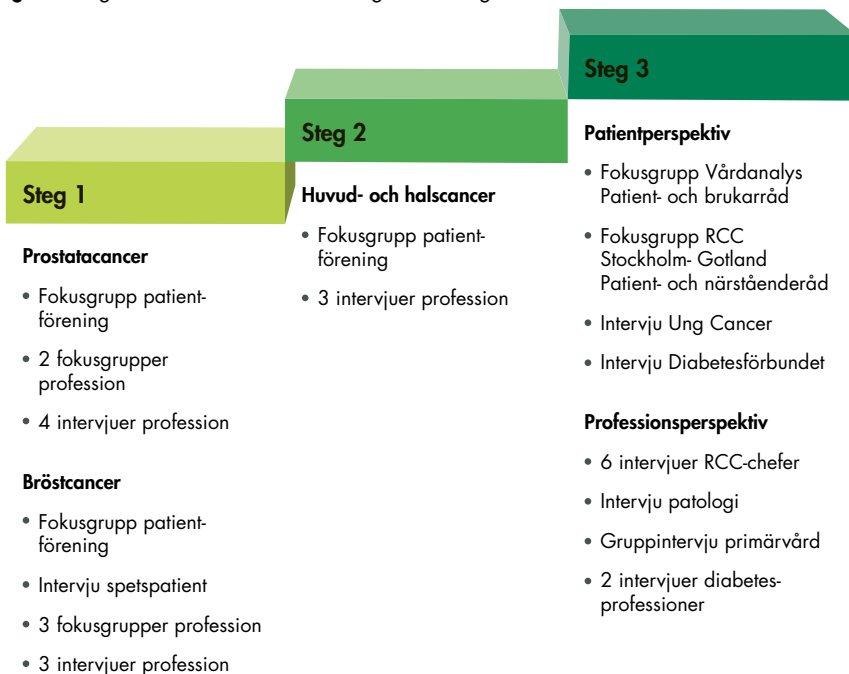 Steg 1
Prostatacancer
• Fokusgrupp patient-
förening
• 2 fokusgrupper
profession
• 4 intervjuer profession
Bröstcancer
• Fokusgrupp patient-
förening
• Intervju spetspatient
• 3 fokusgrupper profession
• 3 intervjuer profession
Steg 2
Huvud- och halscancer
• Fokusgrupp patient-
förening
• 3 intervjuer profession
Steg 3
Patientperspektiv
• Fokusgrupp Vårdanalys
Patient- och brukarråd
• Fokusgrupp RCC
Stockholm- Gotland
Patient- och närståenderåd
• Intervju Ung Cancer
• Intervju Diabetesförbundet
Professionsperspektiv
• 6 intervjuer RCC-chefer
• Intervju patologi
• Gruppintervju primärvård
• 2 intervjuer diabetes-
professioner